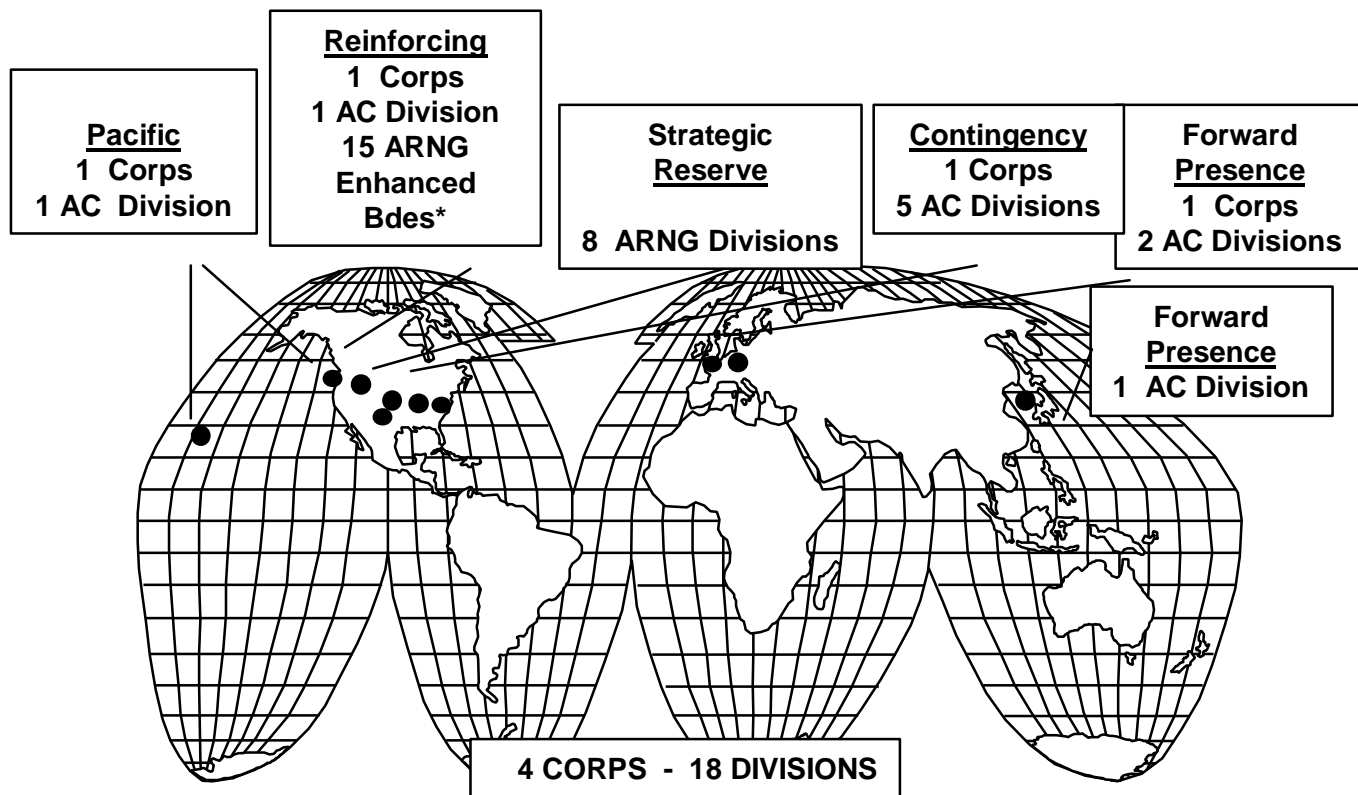 Pacific
1 Corps
1 AC Division
Reinforcing
1 Corps
1 AC Division
15 ARNG
Enhanced
Bdes*
Strategic
Reserve
8 ARNG Divisions
Contingency
1 Corps
5 AC Divisions
Forward
Presence
1 Corps
2 AC Divisions
Forward
Presence
1 AC Division
4 CORPS - 18 DIVISIONS